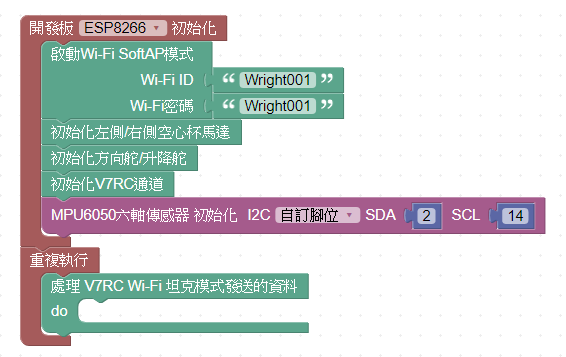 開發板 ESP8266 初始化
啟動Wi-Fi SoftAP模式
Wi-Fi ID “ Wright001 ”
Wi-Fi密碼 “ Wright001 ”
初始化左側/右側空心杯馬達
初始化方向舵/升降舵
初始化V7RC通道
MPU6050六軸傳感器 初始化 I2C 自訂腳位 SDA 2 SCL 14
重複執行
處理 V7RC Wi-Fi 坦克模式發送的資料
do